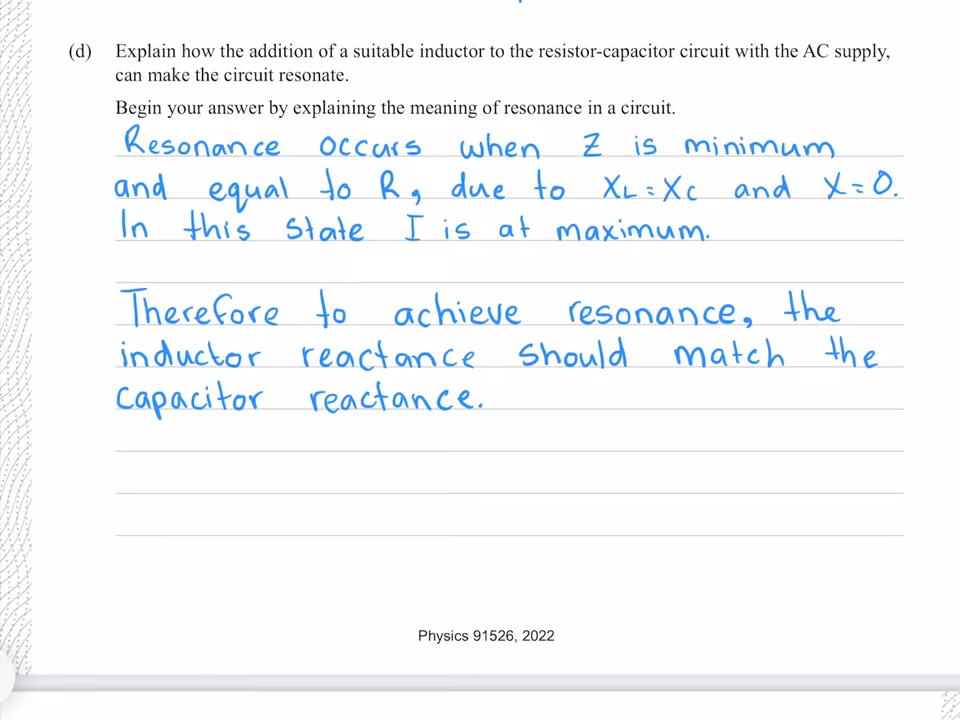 (d) Explain how the addition of a suitable inductor to the resistor-capacitor circuit with the AC supply,
can make the circuit resonate.
Begin your answer by explaining the meaning of resonance in a circuit.
Resonance occurs when Z is minimum
and equal to R, due to XL = XC and X = 0.
In this state I is at maximum.
Therefore to achieve resonance, the
inductor reactance should match the
capacitor reactance.
Physics 91526, 2022